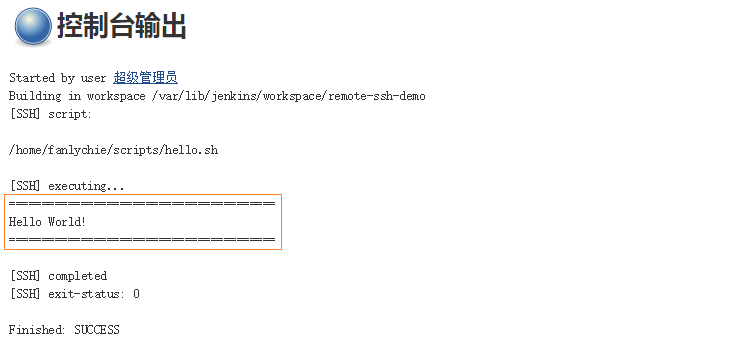 控制台输出
Started by user 超级管理员
Building in workspace /var/lib/jenkins/workspace/remote-ssh-demo
[SSH] script:
/home/fanlychie/scripts/hello.sh
[SSH] executing...
========================================
Hello World!
========================================
[SSH] completed
[SSH] exit-status: 0
Finished: SUCCESS